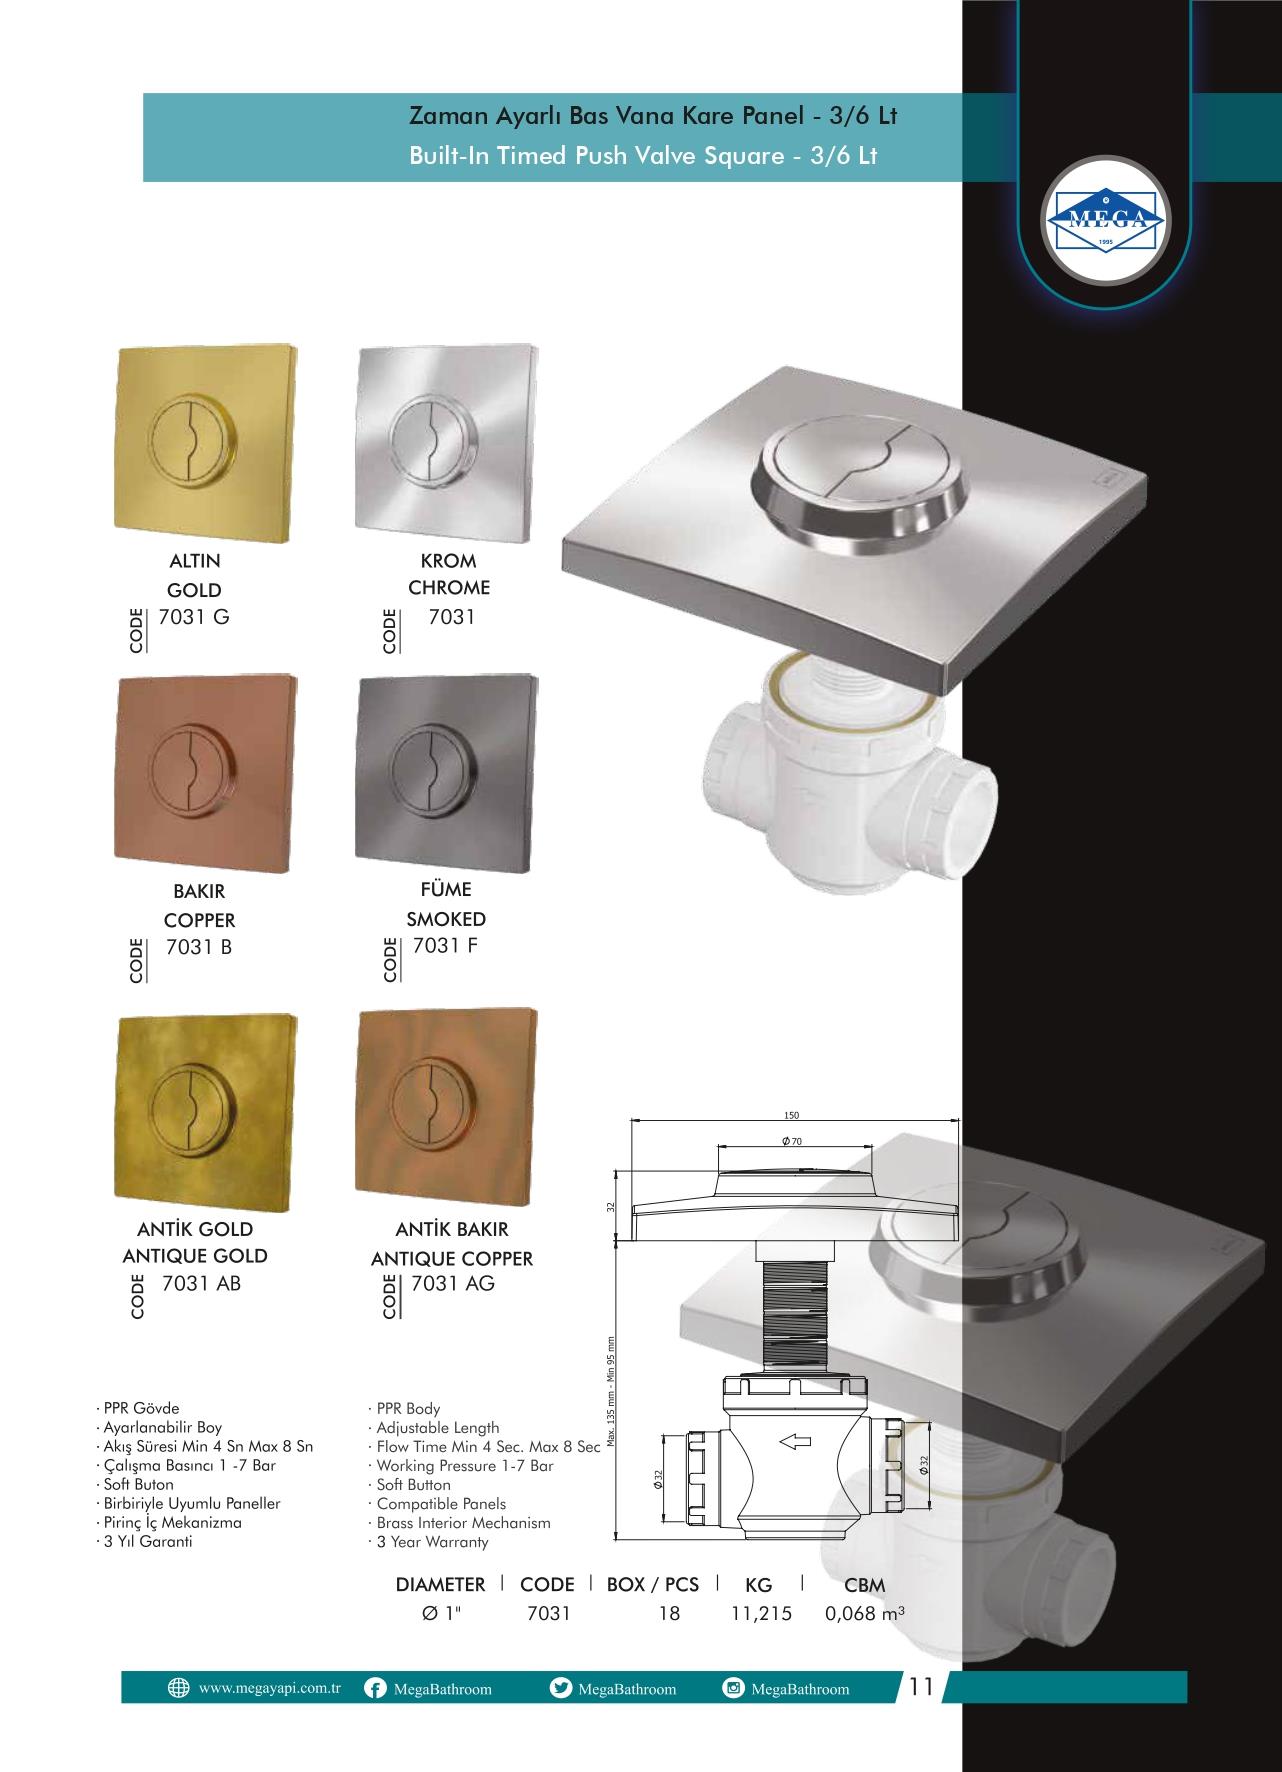 Zaman Ayarlı Bas Vana Kare Panel - 3/6 Lt
Built-In Timed Push Valve Square - 3/6 Lt
MEGA
1995
ALTIN
GOLD
CODE 7031 G
KROM
CHROME
CODE 7031
BAKIR
COPPER
CODE 7031 B
FÜME
SMOKED
CODE 7031 F
ANTİK GOLD
ANTIQUE GOLD
CODE 7031 AB
ANTİK BAKIR
ANTIQUE COPPER
CODE 7031 AG
150
Ø 70
32
Max. 135 mm - Min 95 mm
Ø32
Ø32
· PPR Gövde
· Ayarlanabilir Boy
· Akış Süresi Min 4 Sn Max 8 Sn
· Çalışma Basıncı 1 -7 Bar
· Soft Buton
· Birbiriyle Uyumlu Paneller
· Pirinç İç Mekanizma
· 3 Yıl Garanti
· PPR Body
· Adjustable Length
· Flow Time Min 4 Sec. Max 8 Sec
· Working Pressure 1-7 Bar
· Soft Button
· Compatible Panels
· Brass Interior Mechanism
· 3 Year Warranty
DIAMETER | CODE | BOX / PCS | KG | CBM
Ø 1" 7031 18 11,215 0,068 m³
www.megayapi.com.tr MegaBathroom MegaBathroom MegaBathroom 11